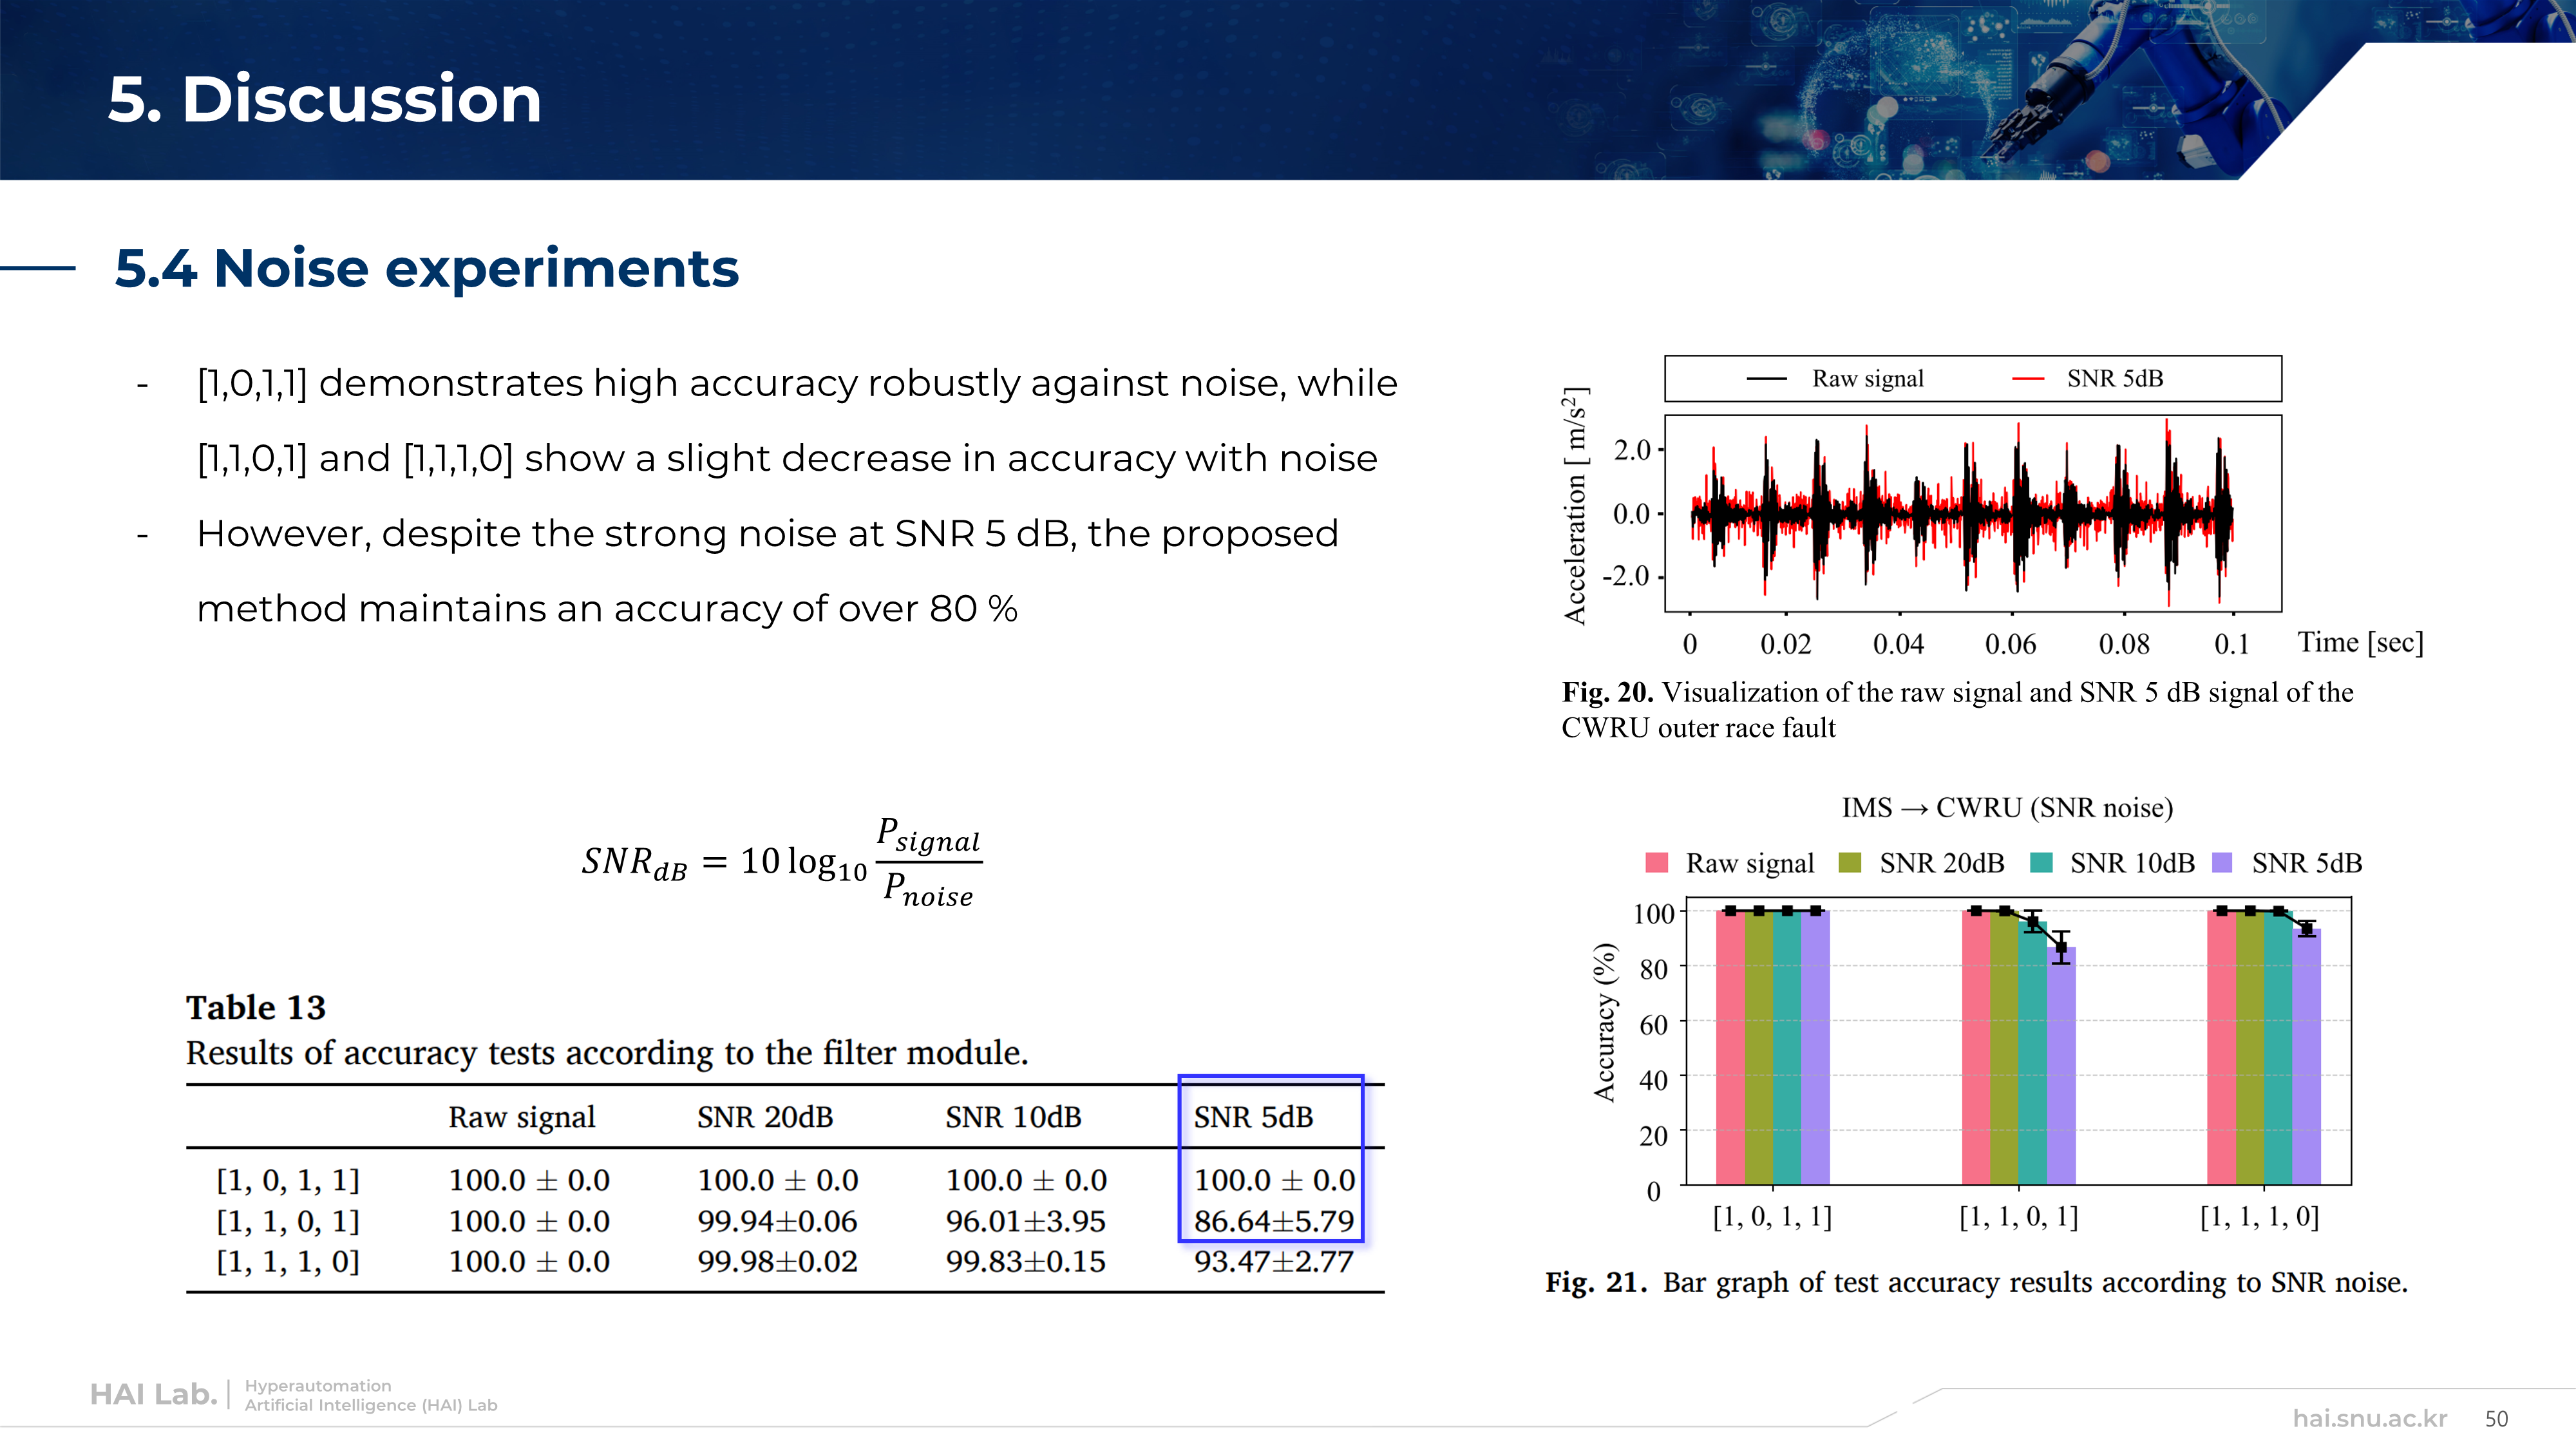 5. Discussion
5.4 Noise experiments
- [1,0,1,1] demonstrates high accuracy robustly against noise, while
[1,1,0,1] and [1,1,1,0] show a slight decrease in accuracy with noise
- However, despite the strong noise at SNR 5 dB, the proposed
method maintains an accuracy of over 80 %
SNR_dB = 10 log_10 P_signal / P_noise
Table 13
Results of accuracy tests according to the filter module.
Raw signal SNR 20dB SNR 10dB SNR 5dB
[1, 0, 1, 1] 100.0 ± 0.0 100.0 ± 0.0 100.0 ± 0.0 100.0 ± 0.0
[1, 1, 0, 1] 100.0 ± 0.0 99.94±0.06 96.01±3.95 86.64±5.79
[1, 1, 1, 0] 100.0 ± 0.0 99.98±0.02 99.83±0.15 93.47±2.77
Raw signal SNR 5dB
Acceleration [ m/s²]
2.0
0.0
-2.0
0 0.02 0.04 0.06 0.08 0.1 Time [sec]
Fig. 20. Visualization of the raw signal and SNR 5 dB signal of the
CWRU outer race fault
IMS → CWRU (SNR noise)
Raw signal SNR 20dB SNR 10dB SNR 5dB
Accuracy (%)
100
80
60
40
20
0
[1, 0, 1, 1] [1, 1, 0, 1] [1, 1, 1, 0]
Fig. 21. Bar graph of test accuracy results according to SNR noise.
HAI Lab.
Hyperautomation
Artificial Intelligence (HAI) Lab
hai.snu.ac.kr 50